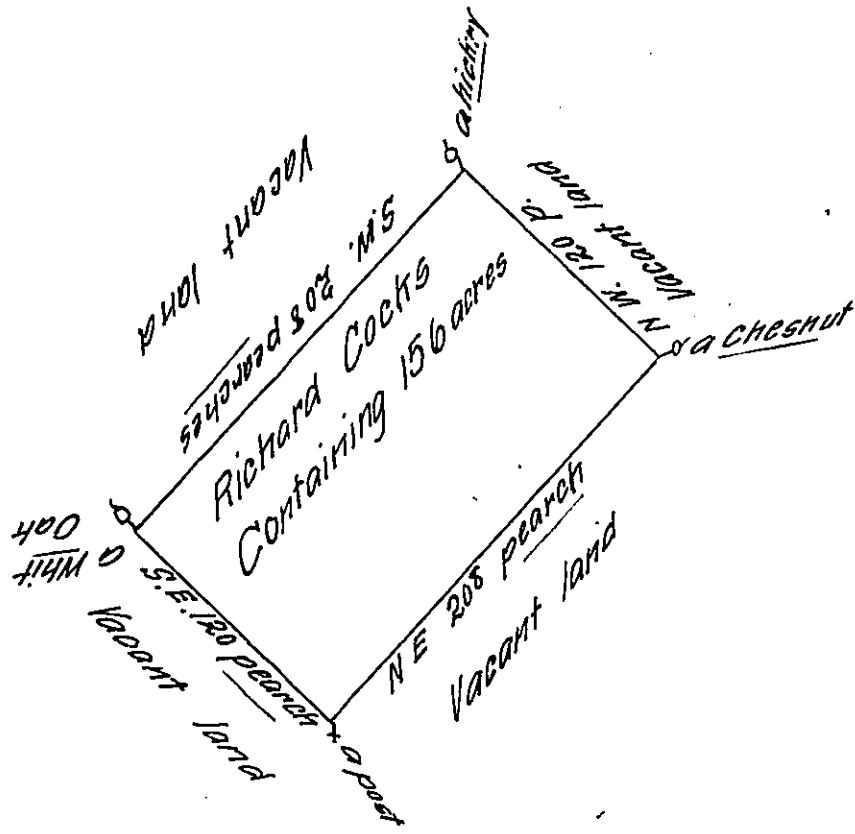 a hickry
Vacant land
S.W. 208 pearches
N W. 120 p.
Vacant land
a chesnut
Richard Cocks
Containing 156 acres
a Whit
Oak
S.E. 120 pearch
Vacant land
N E 208 pearch
Vacant land
a post